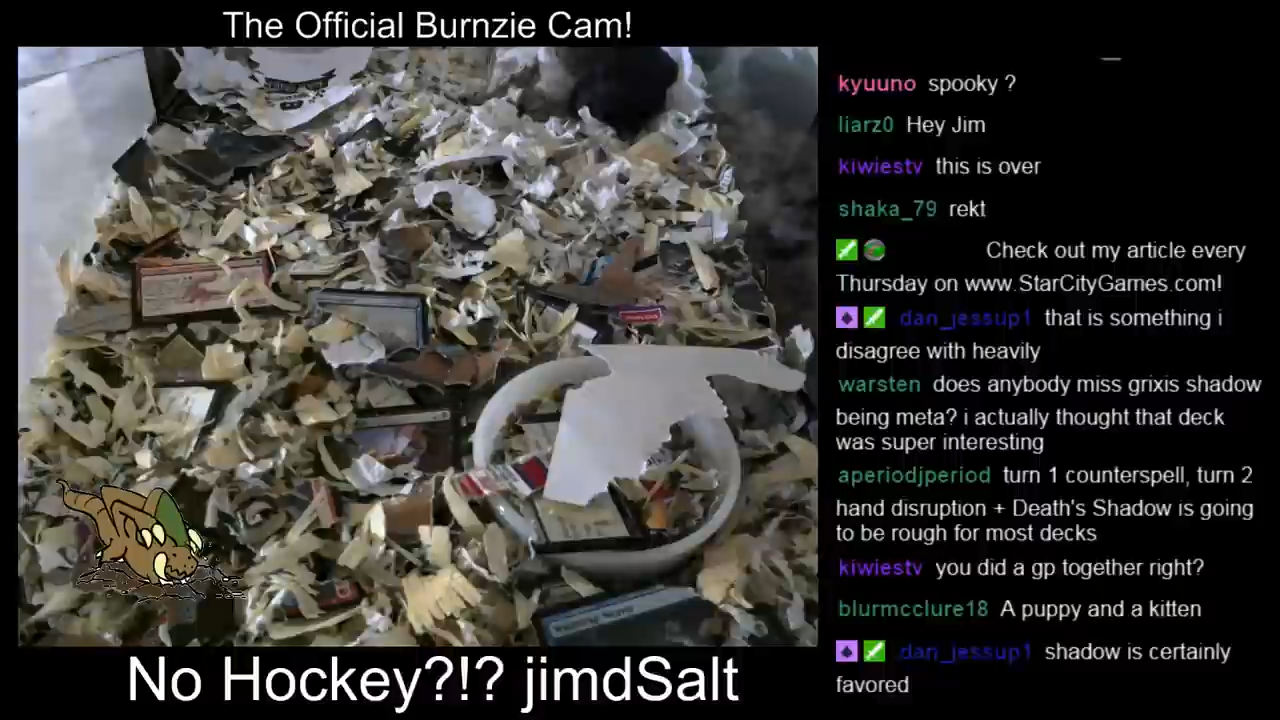 The Official Burnzie Cam!
kyuuno spooky ?
liarz0 Hey Jim
kiwiestv this is over
shaka_79 rekt
Check out my article every
Thursday on www.StarCityGames.com!
dan_jessup1 that is something i
disagree with heavily
warsten does anybody miss grixis shadow
being meta? i actually thought that deck
was super interesting
aperiodjperiod turn 1 counterspell, turn 2
hand disruption + Death's Shadow is going
to be rough for most decks
kiwiestv you did a gp together right?
blurmcclure18 A puppy and a kitten
dan_jessup1 shadow is certainly
favored
No Hockey?!? jimdSalt